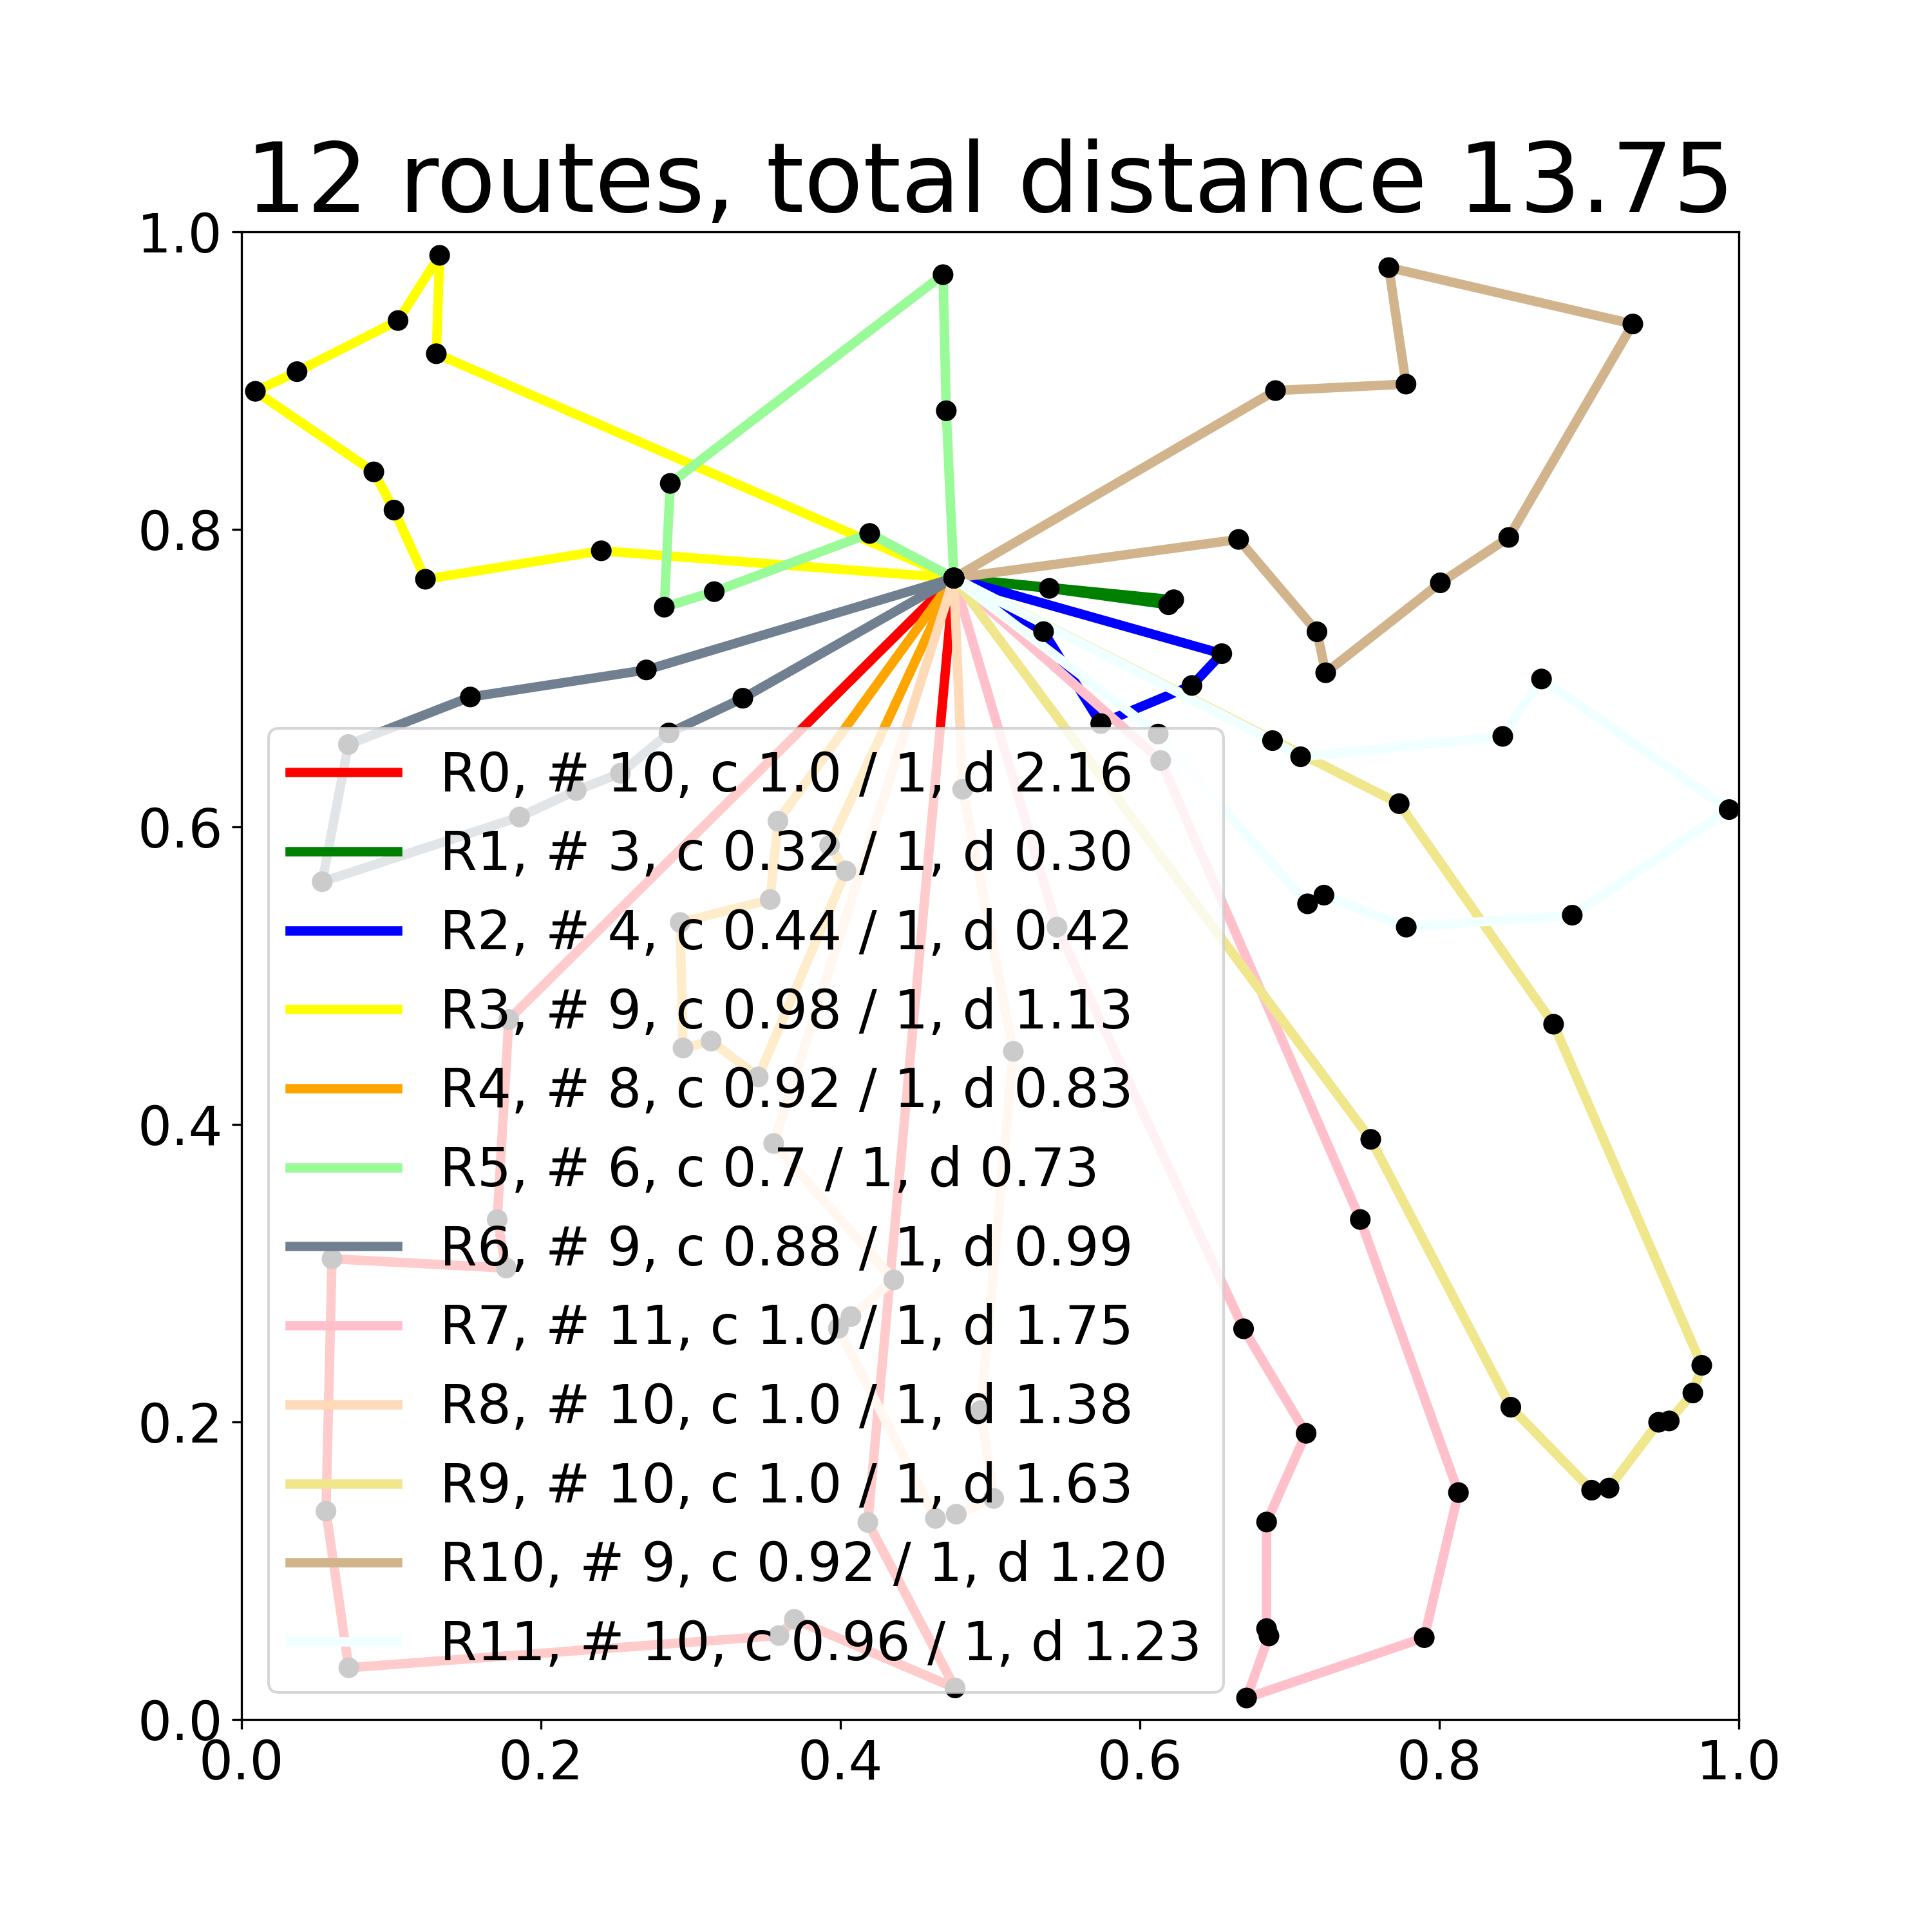 12 routes, total distance 13.75
1.0
0.8
0.6
0.4
0.2
0.0
R0, # 10, c 1.0 / 1, d 2.16
R1, # 3, c 0.32 / 1, d 0.30
R2, # 4, c 0.44 / 1, d 0.42
R3, # 9, c 0.98 / 1, d 1.13
R4, # 8, c 0.92 / 1, d 0.83
R5, # 6, c 0.7 / 1, d 0.73
R6, # 9, c 0.88 / 1, d 0.99
R7, # 11, c 1.0 / 1, d 1.75
R8, # 10, c 1.0 / 1, d 1.38
R9, # 10, c 1.0 / 1, d 1.63
R10, # 9, c 0.92 / 1, d 1.20
R11, # 10, c 0.96 / 1, d 1.23
0.0 0.2 0.4 0.6 0.8 1.0